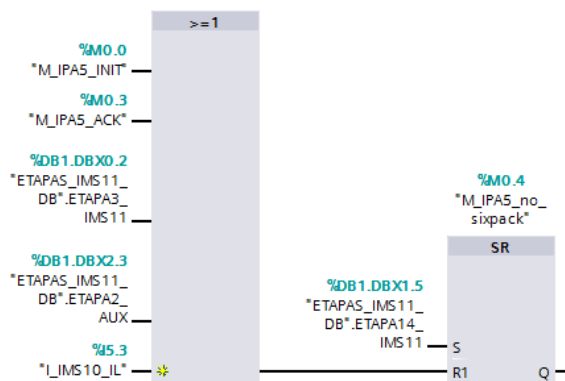 >=1
%M0.0
"M_IPA5_INIT"
%M0.3
"M_IPA5_ACK"
%DB1.DBX0.2
"ETAPAS_IMS11_
DB".ETAPA3_
IMS11
%DB1.DBX2.3
"ETAPAS_IMS11_
DB".ETAPA2_
AUX
%I5.3
"I_IMS10_IL"
%M0.4
"M_IPA5_no_
sixpack"
SR
%DB1.DBX1.5
"ETAPAS_IMS11_
DB".ETAPA14_
IMS11
S
R1
Q